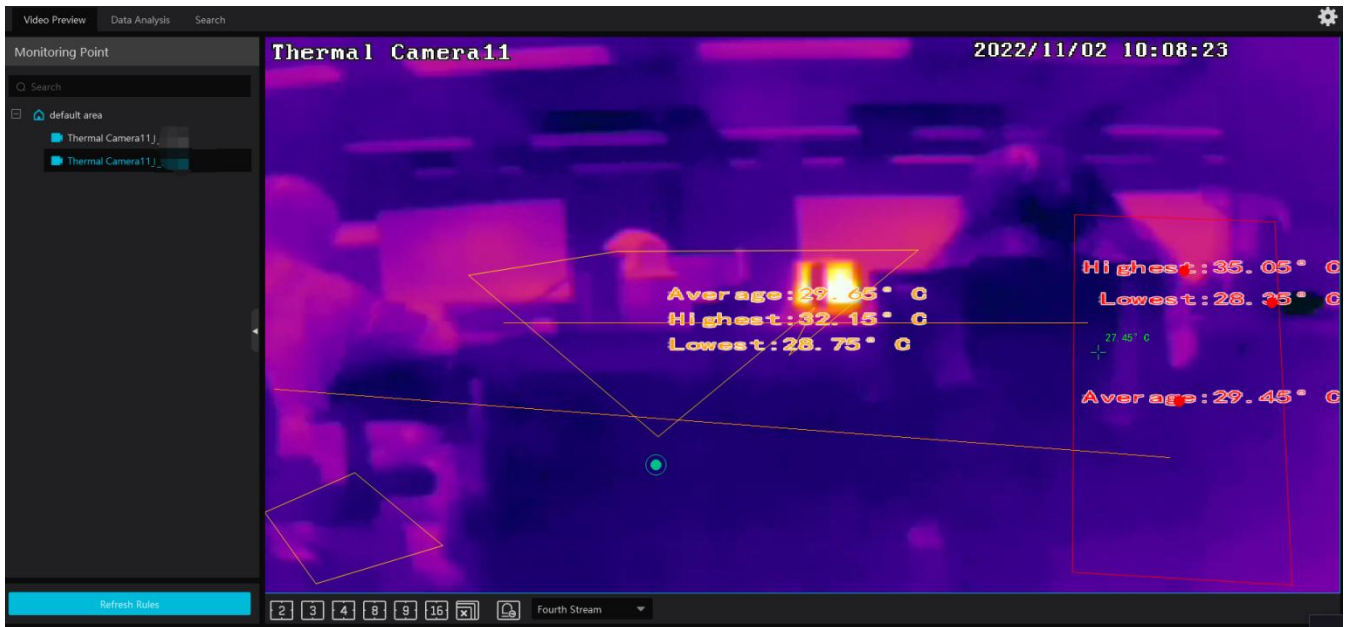 Video Preview Data Analysis Search
Monitoring Point
Search
default area
Thermal Camera11
Thermal Camera11
Refresh Rules
Thermal Camera11
2022/11/02 10:08:23
Average:29.65° C
Highest:32.15° C
Lowest:28.75° C
Highest:35.05° C
Lowest:28.35° C
27.45° C
Average:29.45° C
2 3 4 8 9 16 Fourth Stream